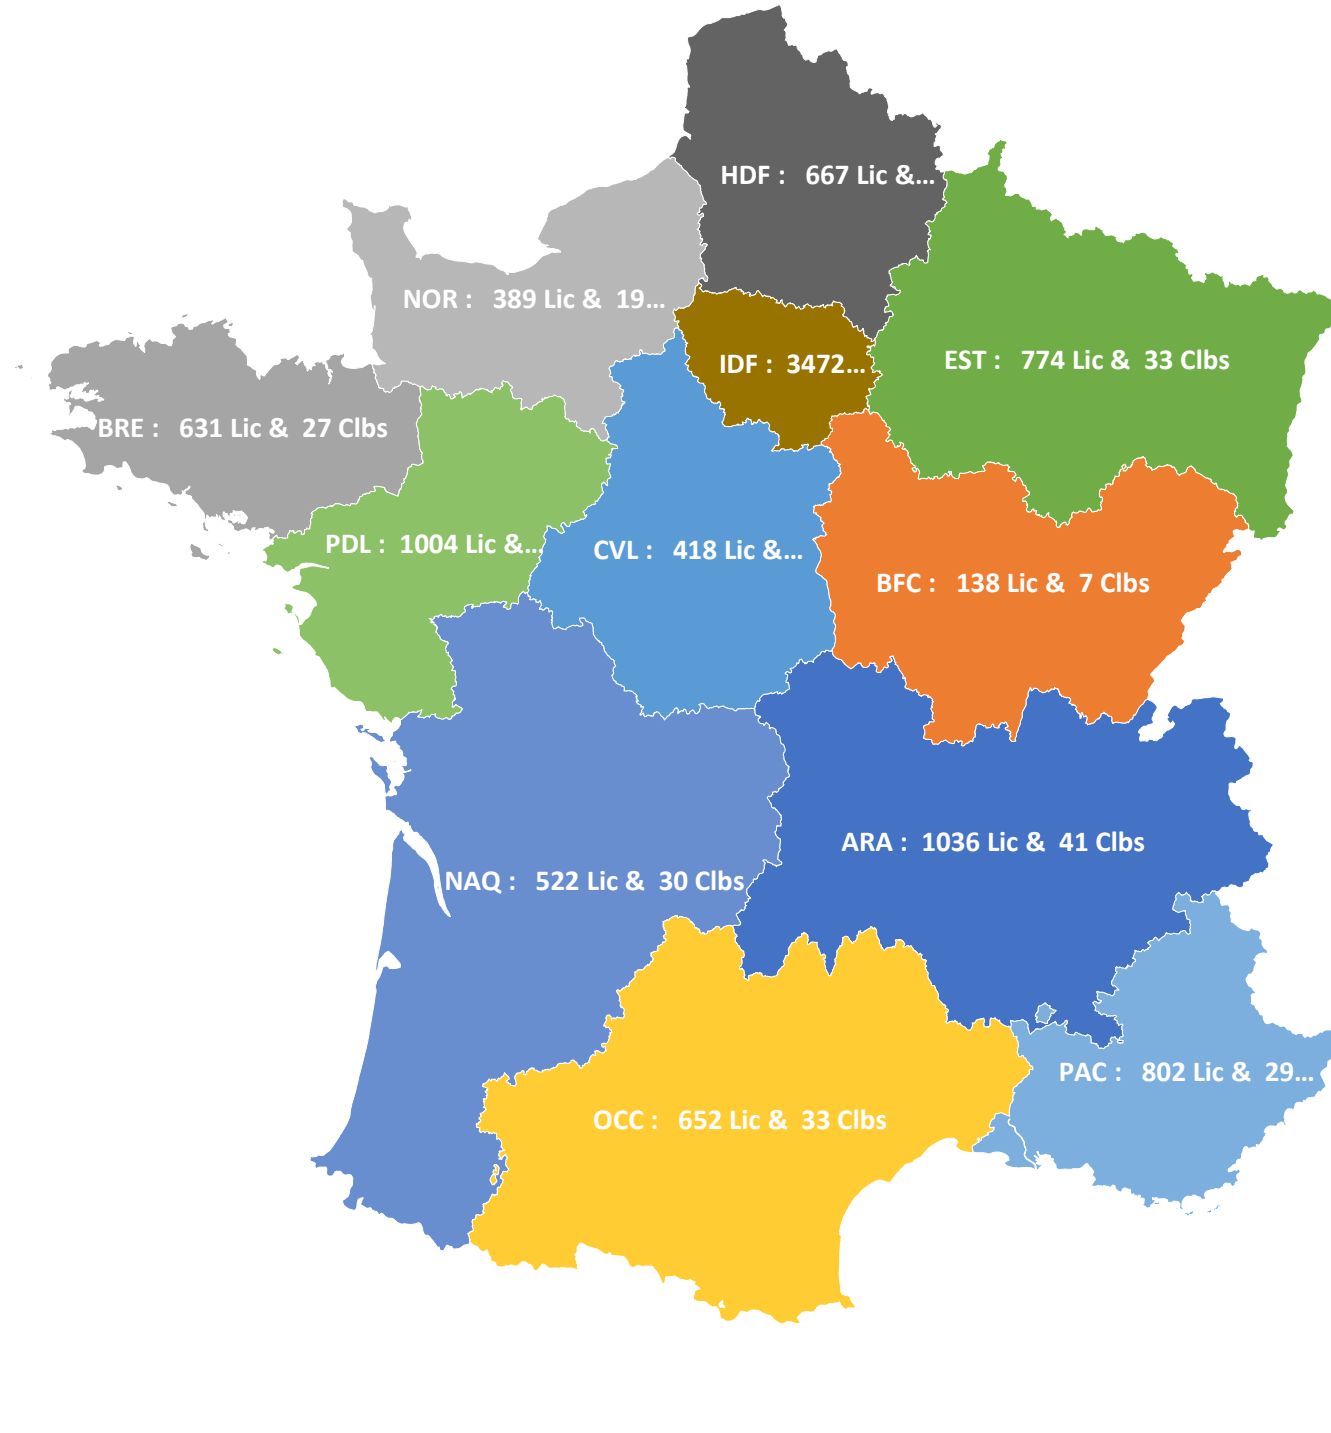 HDF : 667 Lic &...
NOR : 389 Lic & 19...
IDF : 3472...
EST : 774 Lic & 33 Clbs
BRE : 631 Lic & 27 Clbs
PDL : 1004 Lic &...
CVL : 418 Lic &...
BFC : 138 Lic & 7 Clbs
ARA : 1036 Lic & 41 Clbs
NAQ : 522 Lic & 30 Clbs
PAC : 802 Lic & 29...
OCC : 652 Lic & 33 Clbs